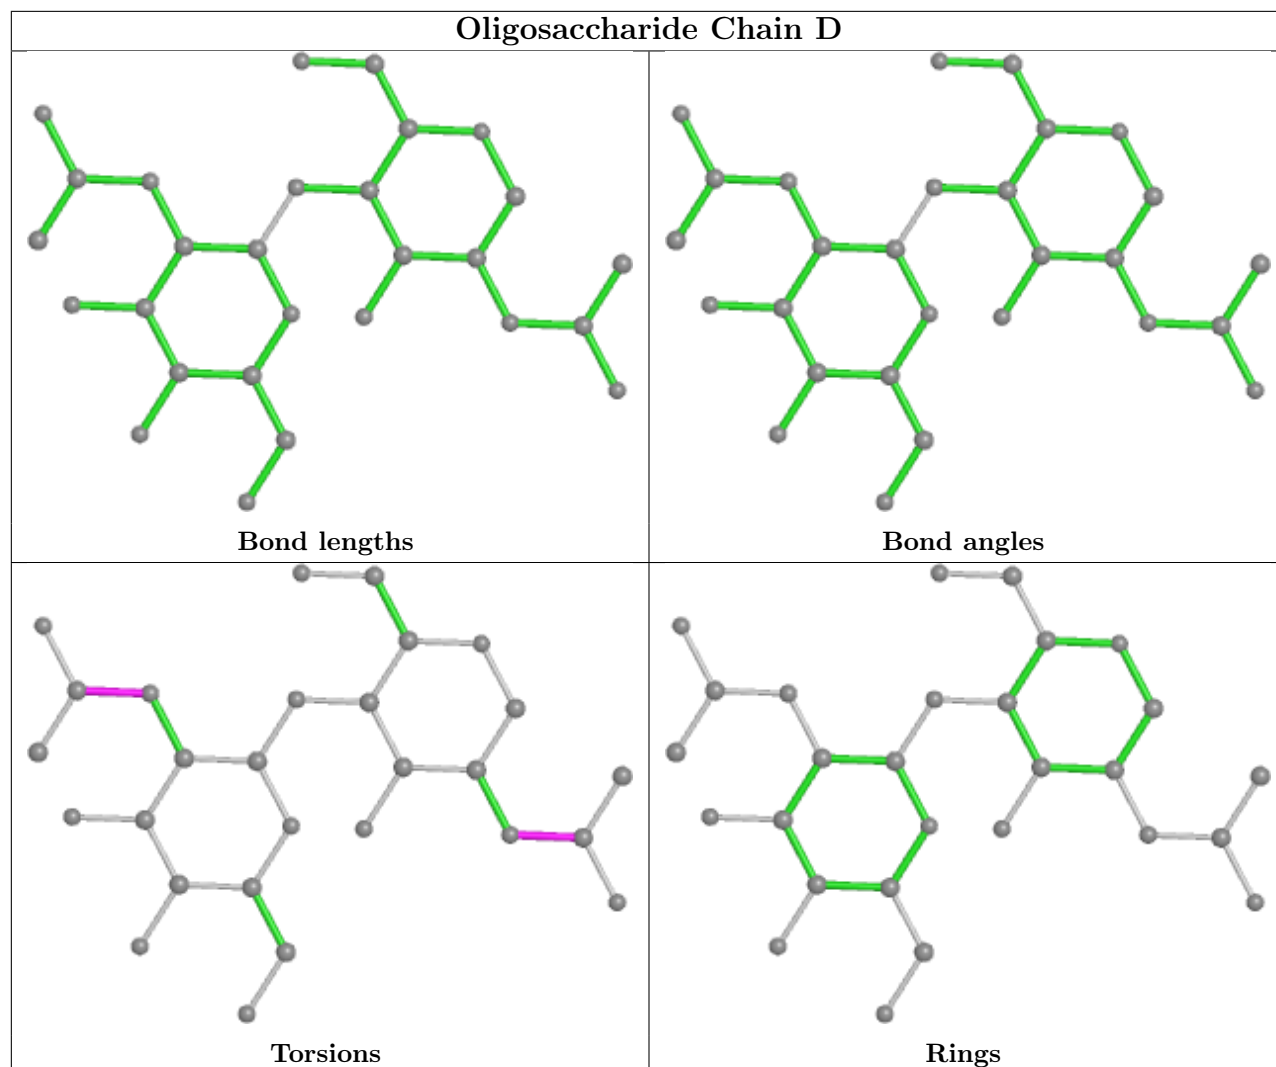 Oligosaccharide Chain D
Bond lengths
Bond angles
Torsions
Rings